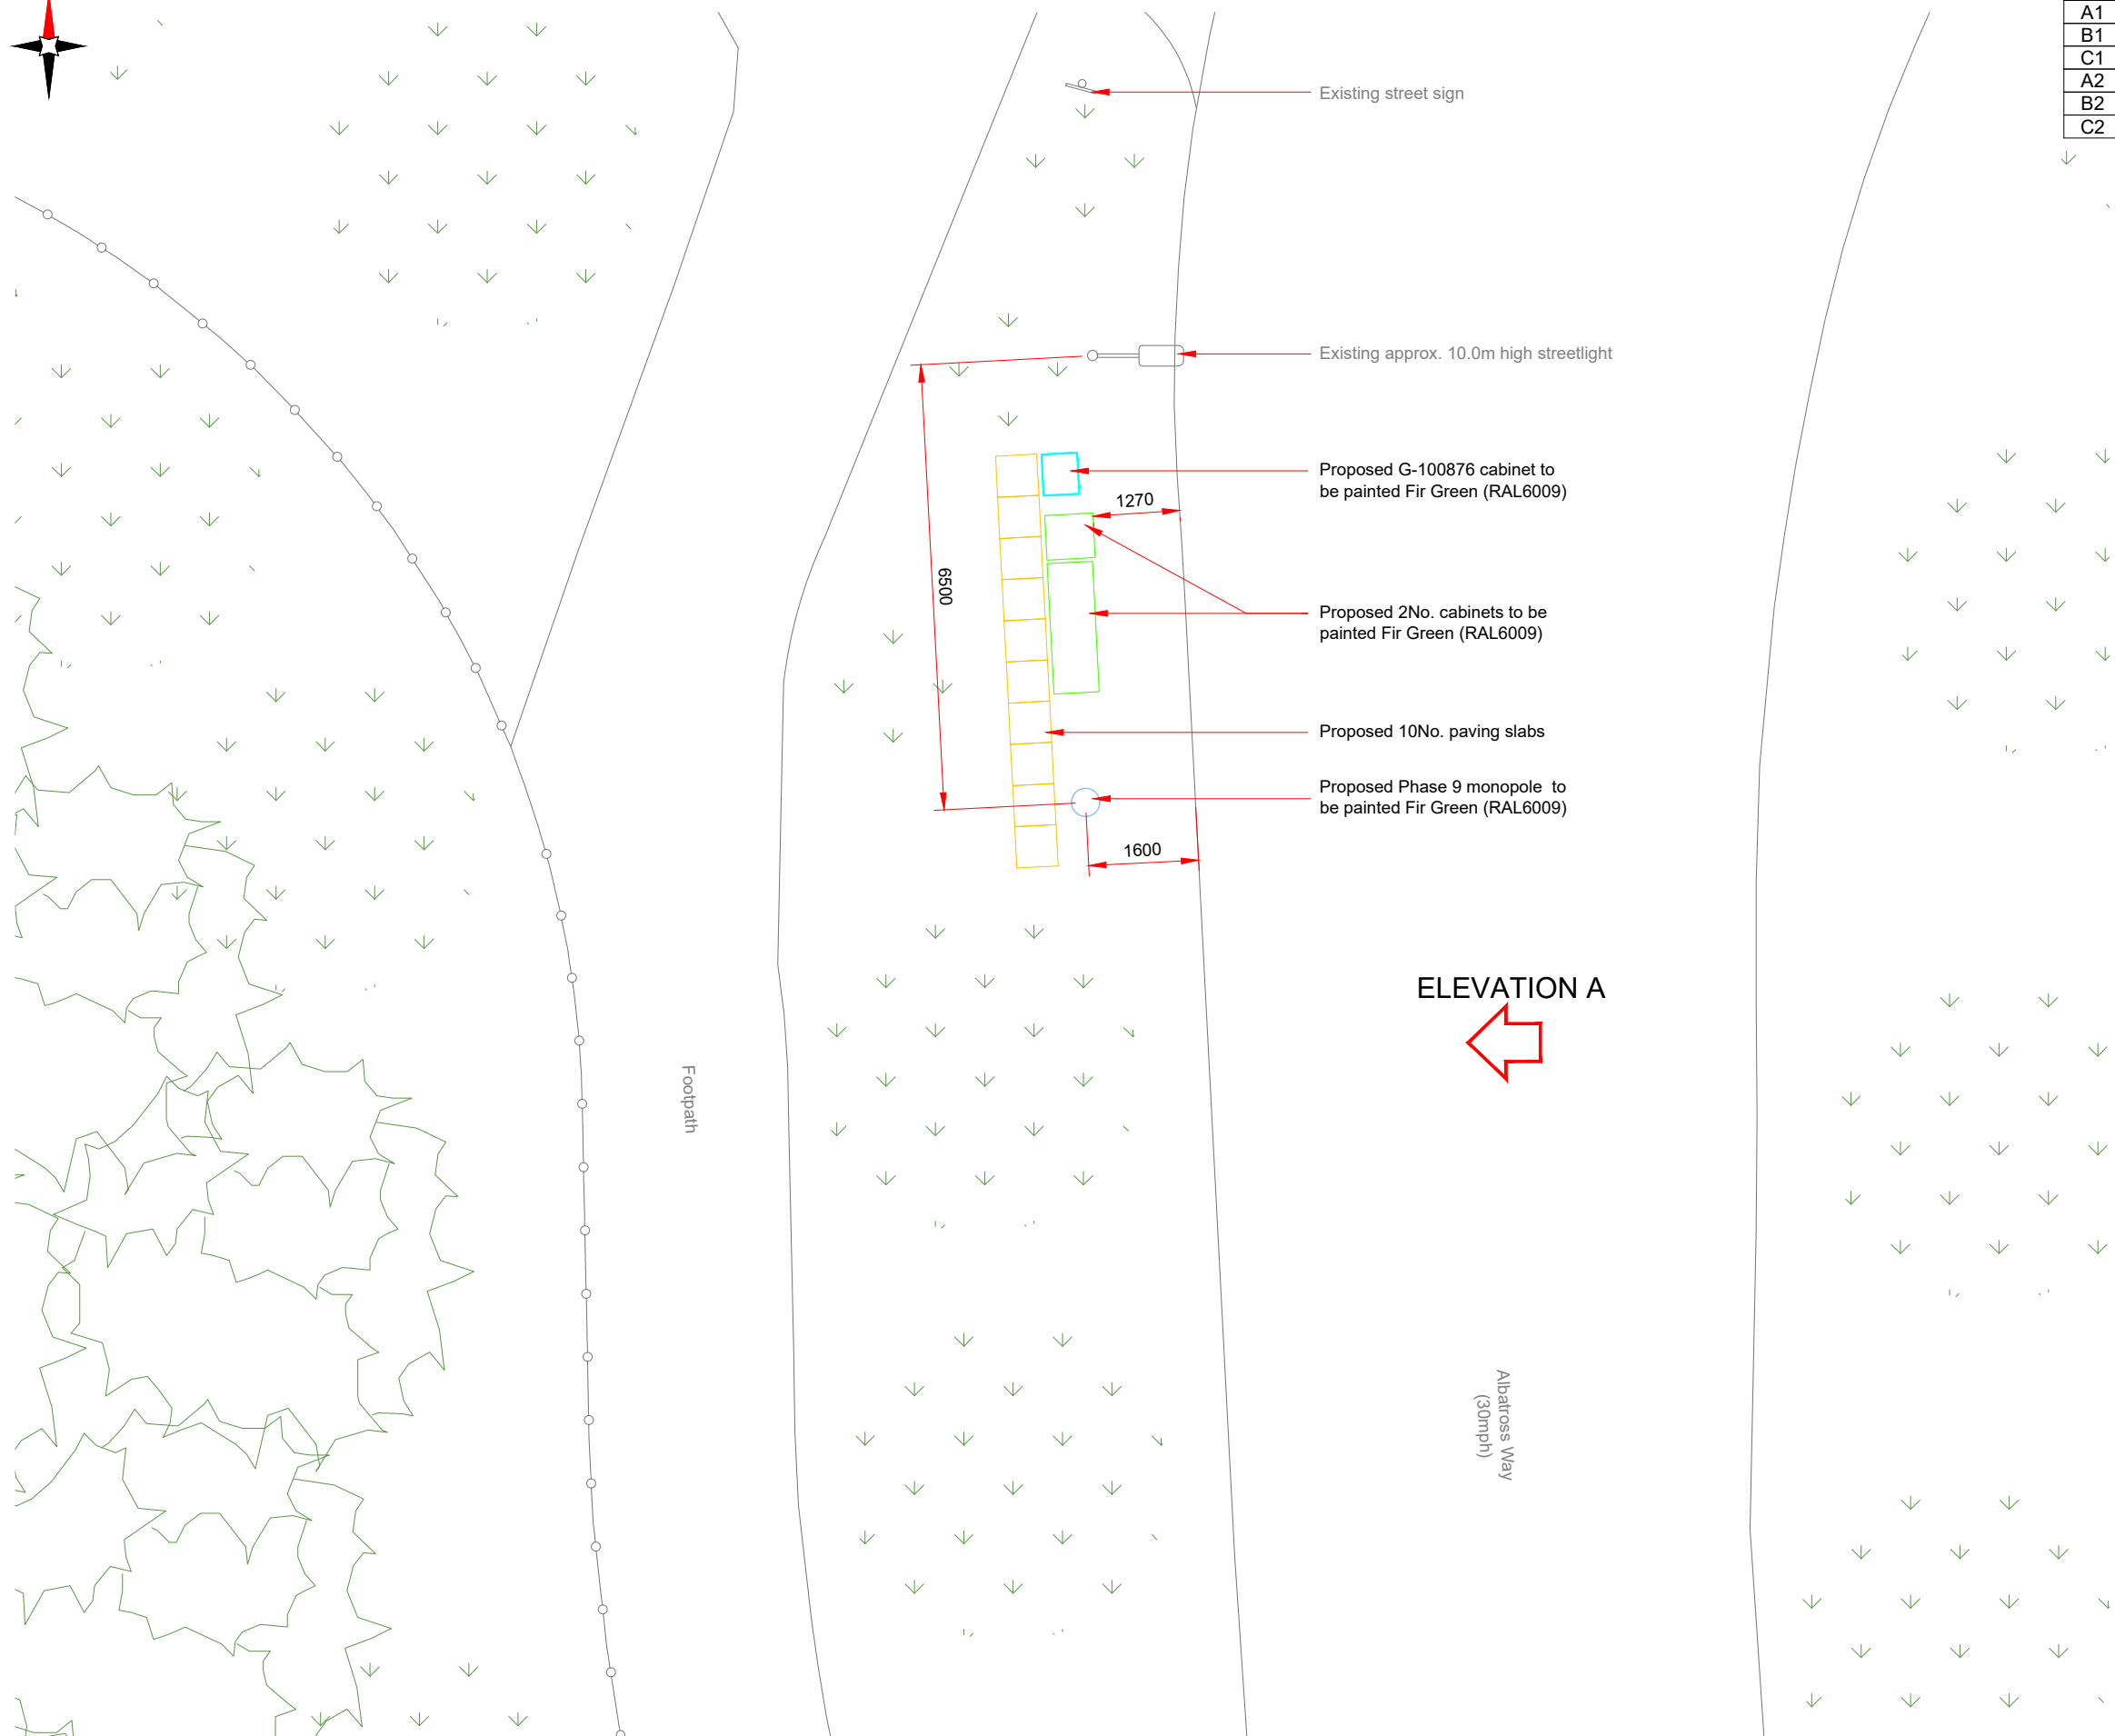 A1
B1
C1
A2
B2
C2
Existing street sign
Existing approx. 10.0m high streetlight
Proposed G-100876 cabinet to
be painted Fir Green (RAL6009)
1270
6500
Proposed 2No. cabinets to be
painted Fir Green (RAL6009)
Proposed 10No. paving slabs
Proposed Phase 9 monopole to
be painted Fir Green (RAL6009)
1600
ELEVATION A
Footpath
Albatross Way
(30mph)